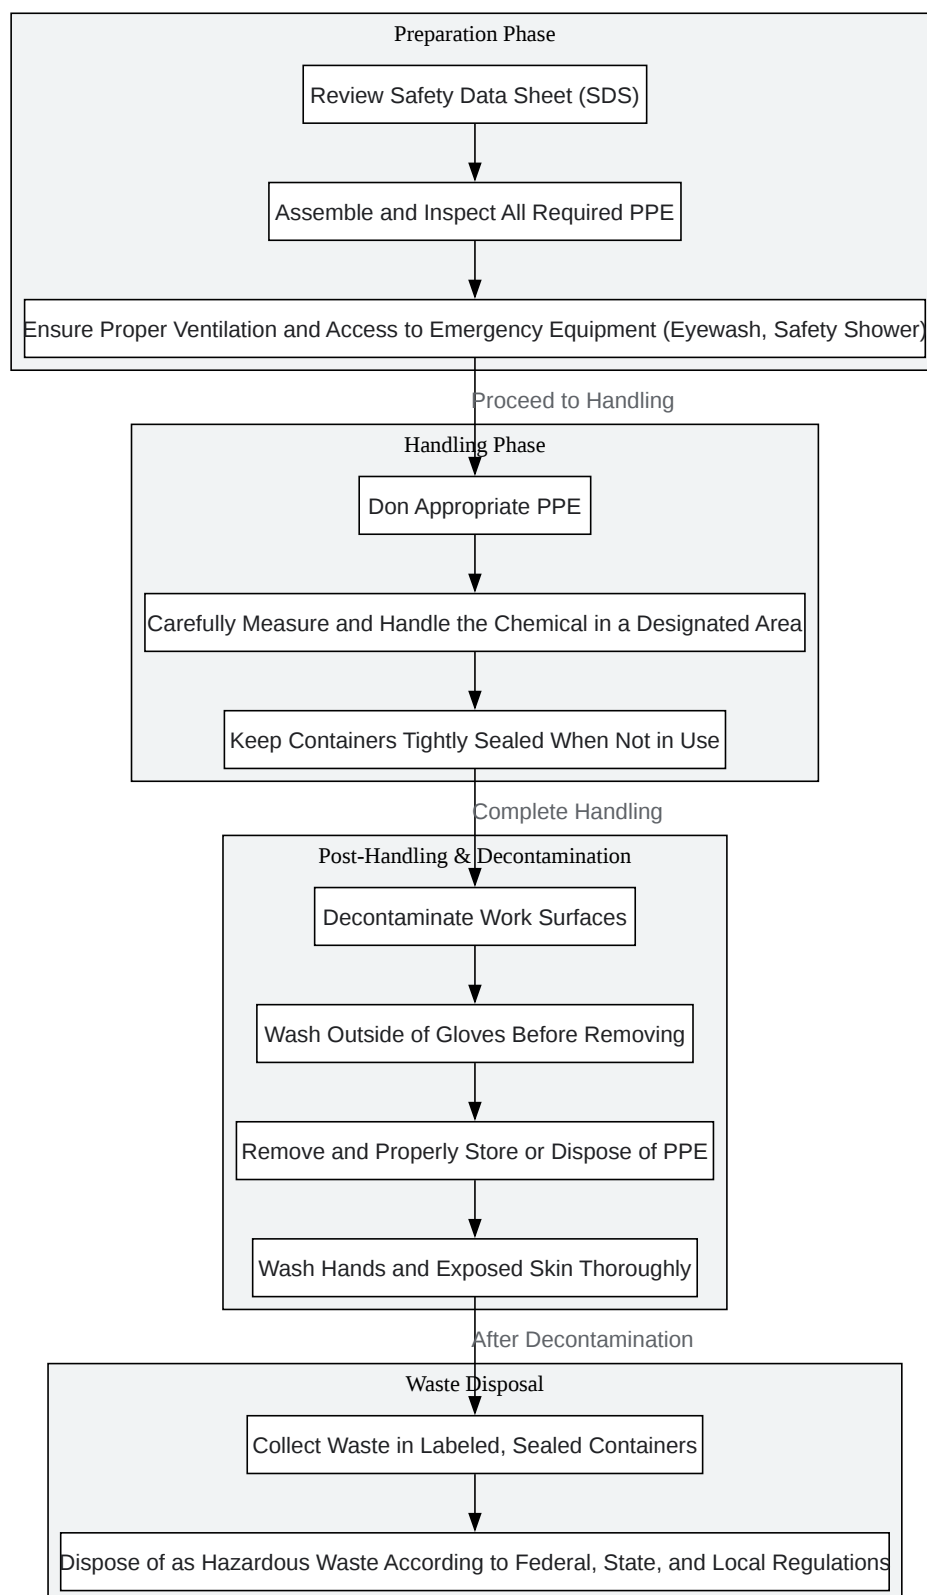 Preparation Phase
Review Safety Data Sheet (SDS)
Assemble and Inspect All Required PPE
Ensure Proper Ventilation and Access to Emergency Equipment (Eyewash, Safety Shower)
Proceed to Handling
Handling Phase
Don Appropriate PPE
Carefully Measure and Handle the Chemical in a Designated Area
Keep Containers Tightly Sealed When Not in Use
Complete Handling
Post-Handling & Decontamination
Decontaminate Work Surfaces
Wash Outside of Gloves Before Removing
Remove and Properly Store or Dispose of PPE
Wash Hands and Exposed Skin Thoroughly
After Decontamination
Waste Disposal
Collect Waste in Labeled, Sealed Containers
Dispose of as Hazardous Waste According to Federal, State, and Local Regulations